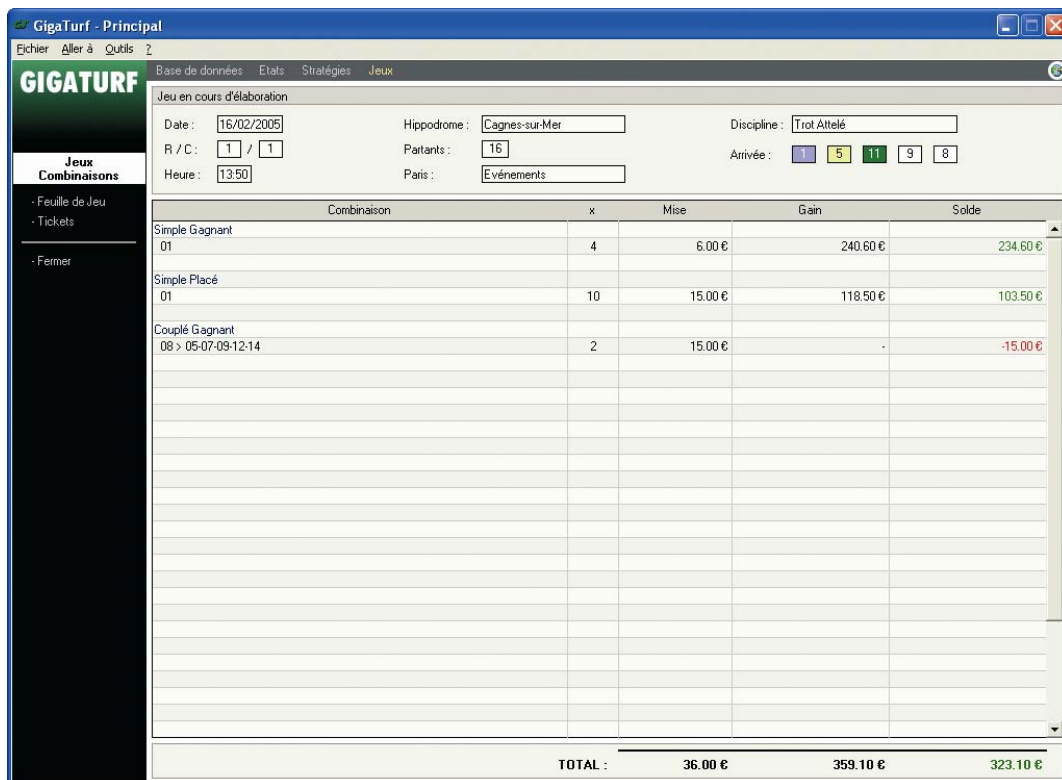 GigaTurf - Principal
Fichier Aller à Outils ?
GIGATURF
Base de données Etats Stratégies Jeux
Jeu en cours d'élaboration
Date : 16/02/2005 Hippodrome : Cagnes-sur-Mer Discipline : Trot Attelé
R / C : 1 / 1 Partants : 16 Arrivée : 1 5 11 9 8
Heure : 13:50 Paris : Evénements
Jeux
Combinaisons
- Feuille de Jeu
- Tickets
- Fermer
Combinaison x Mise Gain Solde
Simple Gagnant
01 4 6.00 € 240.60 € 234.60 €
Simple Placé
01 10 15.00 € 118.50 € 103.50 €
Couplé Gagnant
08 > 05-07-09-12-14 2 15.00 € - -15.00 €
TOTAL : 36.00 € 359.10 € 323.10 €